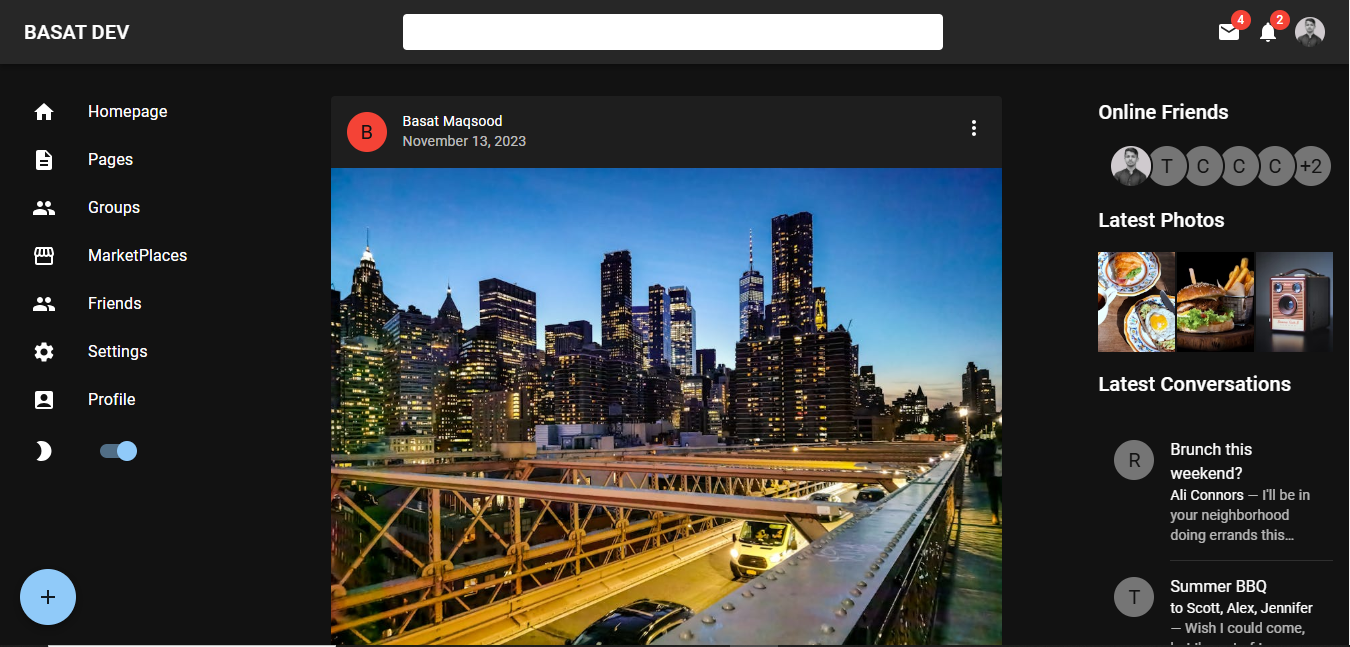 BASAT DEV
4
2
Homepage
Pages
Groups
MarketPlaces
Friends
Settings
Profile
+
B
Basat Maqsood
November 13, 2023
Online Friends
T C C C +2
Latest Photos
Latest Conversations
R
Brunch this
weekend?
Ali Connors — I'll be in
your neighborhood
doing errands this…
T
Summer BBQ
to Scott, Alex, Jennifer
— Wish I could come,